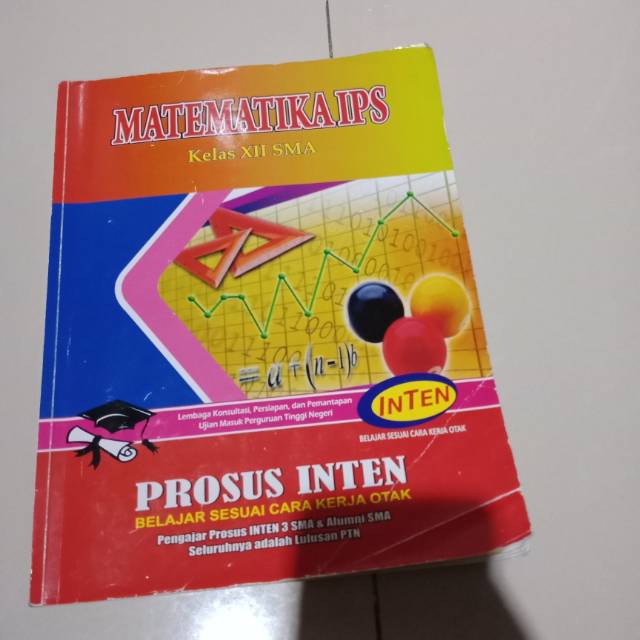 MATEMATIKA IPS
Kelas XII SMA
= a + (n-1)b
Lembaga Konsultasi, Persiapan, dan Pemantapan
Ujian Masuk Perguruan Tinggi Negeri
INTEN
BELAJAR SESUAI CARA KERJA OTAK
PROSUS INTEN
BELAJAR SESUAI CARA KERJA OTAK
Pengajar Prosus INTEN 3 SMA & Alumni SMA
Seluruhnya adalah Lulusan PTN